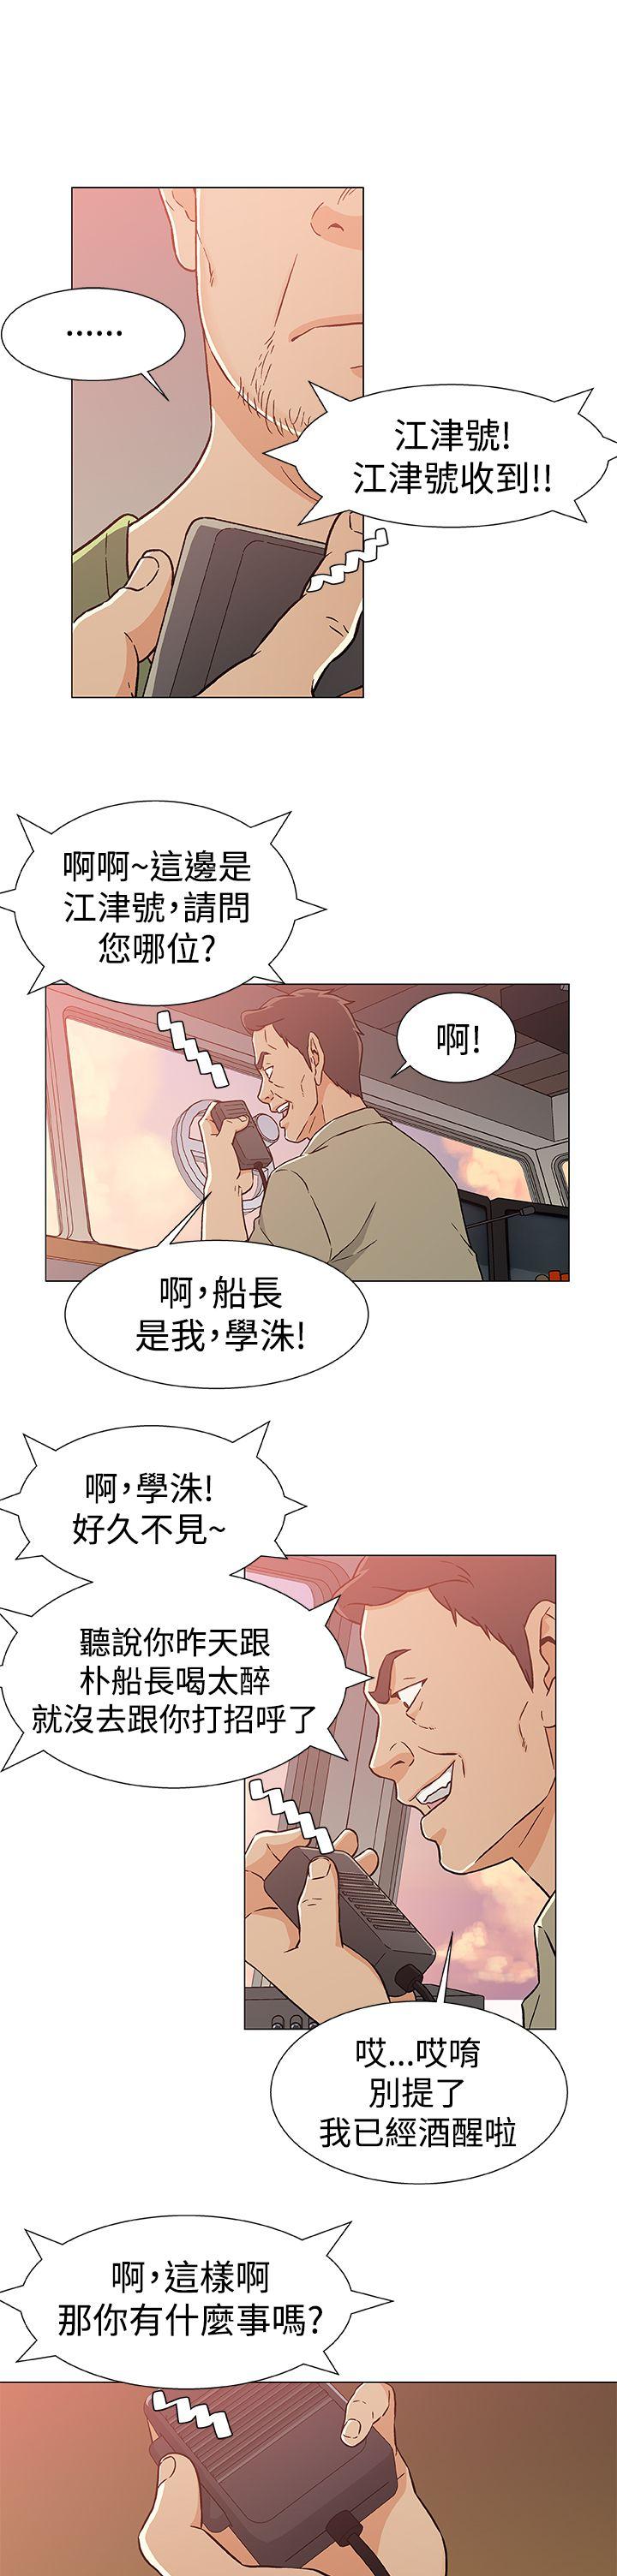 ……
江津號!
江津號收到!!
啊啊~這邊是
江津號,請問
您哪位?
啊!
啊,船長
是我,學洙!
啊,學洙!
好久不見~
聽說你昨天跟
朴船長喝太醉
就沒去跟你打招呼了
哎...哎唷
別提了
我已經酒醒啦
啊,這樣啊
那你有什麼事嗎?